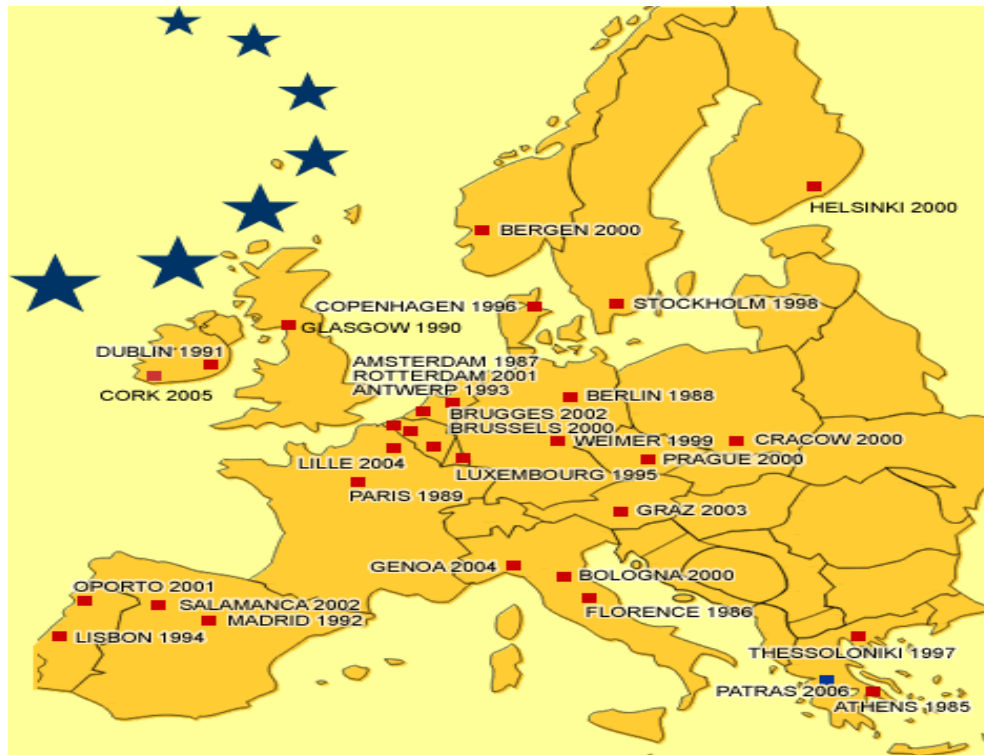 HELSINKI 2000
BERGEN 2000
COPENHAGEN 1996
STOCKHOLM 1998
GLASGOW 1990
DUBLIN 1991
CORK 2005
AMSTERDAM 1987
ROTTERDAM 2001
ANTWERP 1993
BERLIN 1988
BRUGGES 2002
BRUSSELS 2000
WEIMER 1999
CRACOW 2000
LILLE 2004
PRAGUE 2000
LUXEMBOURG 1995
PARIS 1989
GRAZ 2003
GENOA 2004
BOLOGNA 2000
OPORTO 2001
SALAMANCA 2002
FLORENCE 1986
MADRID 1992
LISBON 1994
THESSOLONIKI 1997
PATRAS 2006
ATHENS 1985